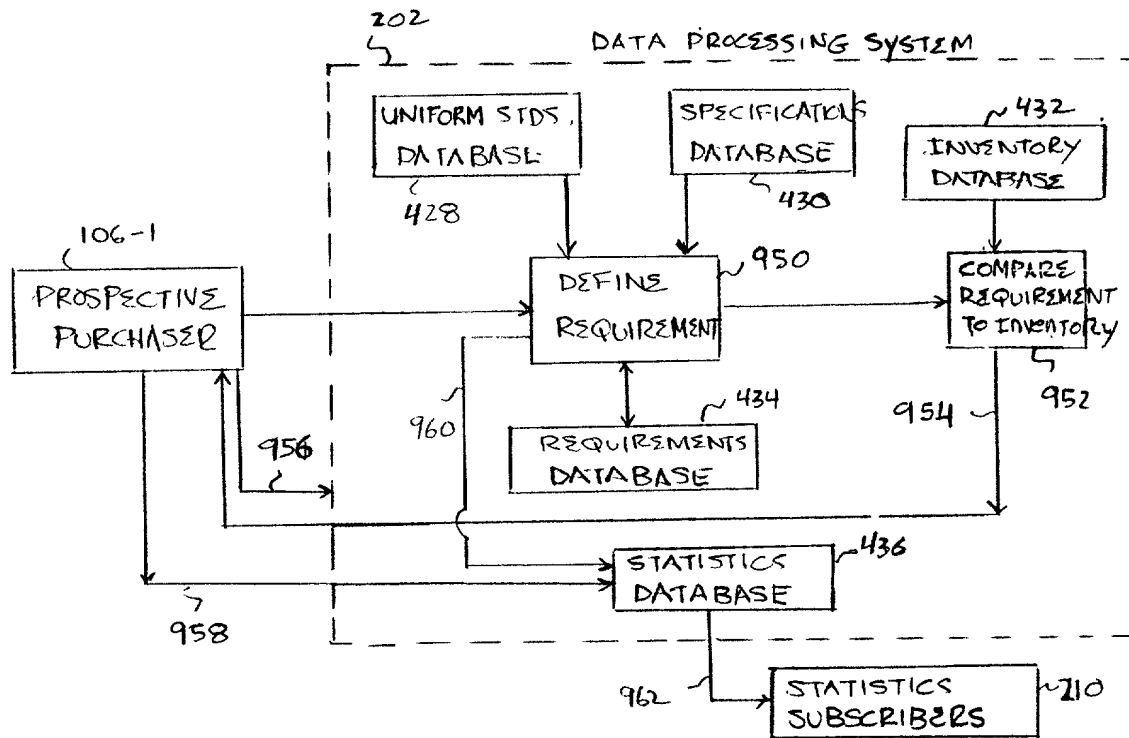 202
DATA PROCESSING SYSTEM
UNIFORM STDS.
DATABASE
428
SPECIFICATIONS
DATABASE
430
432
INVENTORY
DATABASE
106-1
PROSPECTIVE
PURCHASER
950
DEFINE
REQUIREMENT
COMPARE
REQUIREMENT
TO INVENTORY
952
954
960
434
REQUIREMENTS
DATABASE
956
436
STATISTICS
DATABASE
958
962
STATISTICS
SUBSCRIBERS
210